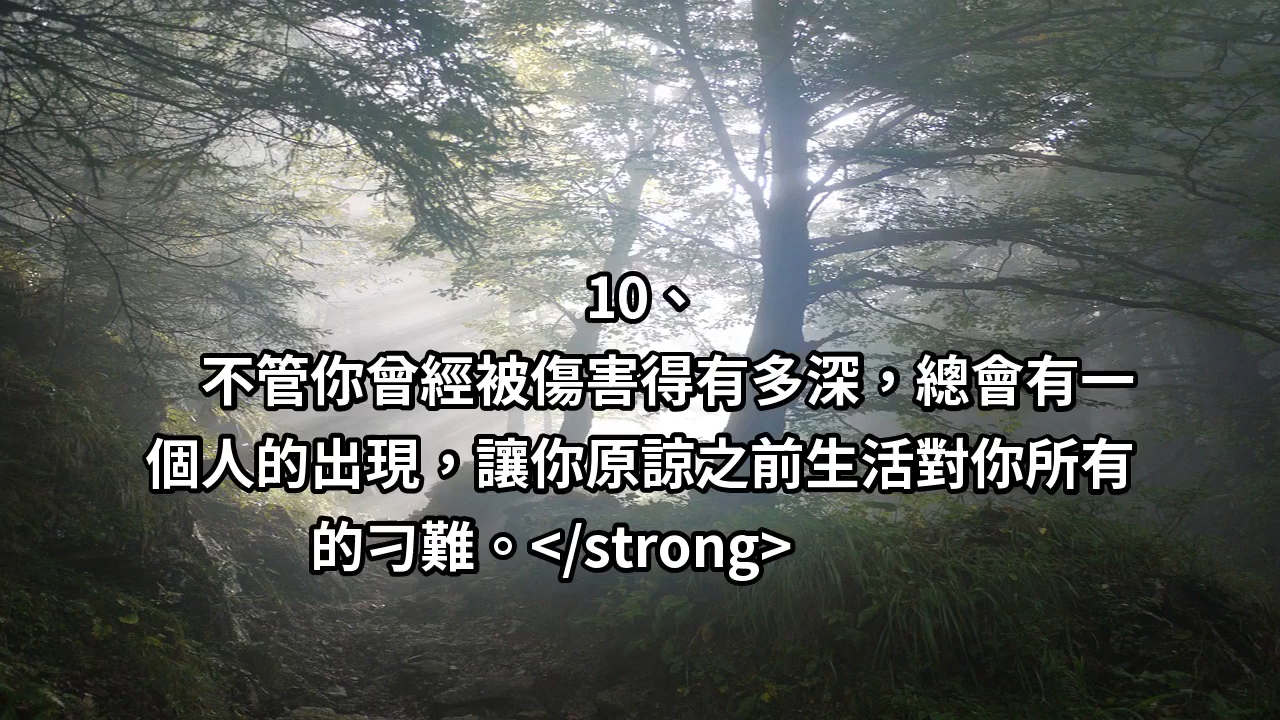 10、
不管你曾經被傷害得有多深，總會有一
個人的出現，讓你原諒之前生活對你所有
的刁難。</strong>